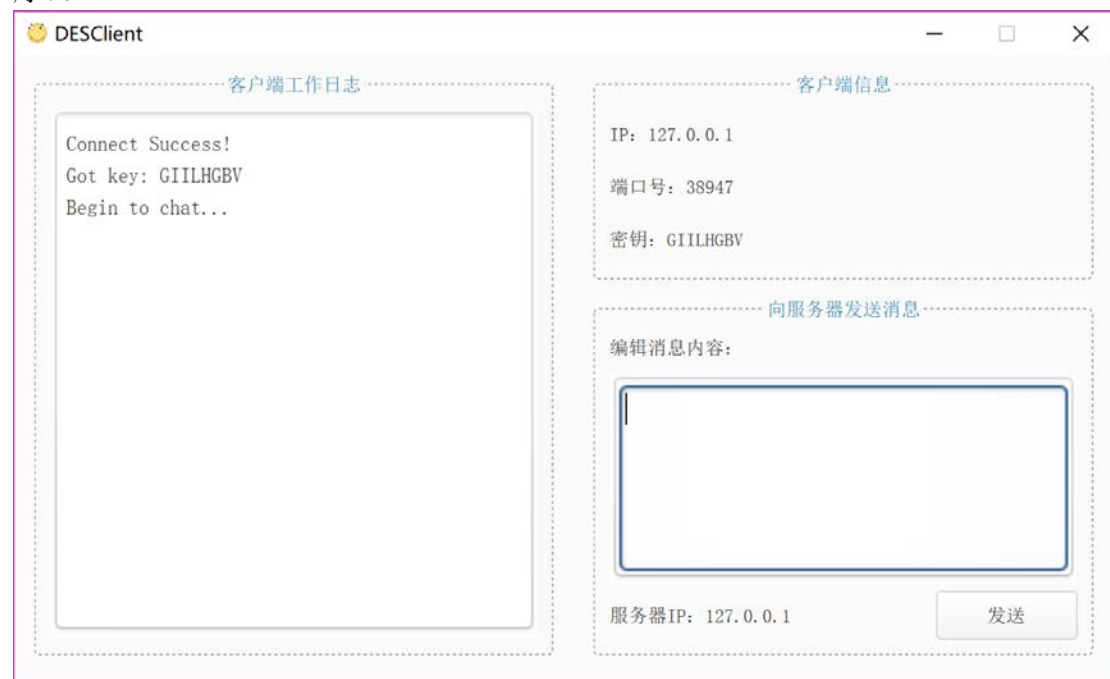 DESClient
客户端工作日志
Connect Success!
Got key: GIILHGBV
Begin to chat...
客户端信息
IP: 127.0.0.1
端口号: 38947
密钥: GIILHGBV
向服务器发送消息
编辑消息内容:
服务器IP: 127.0.0.1
发送